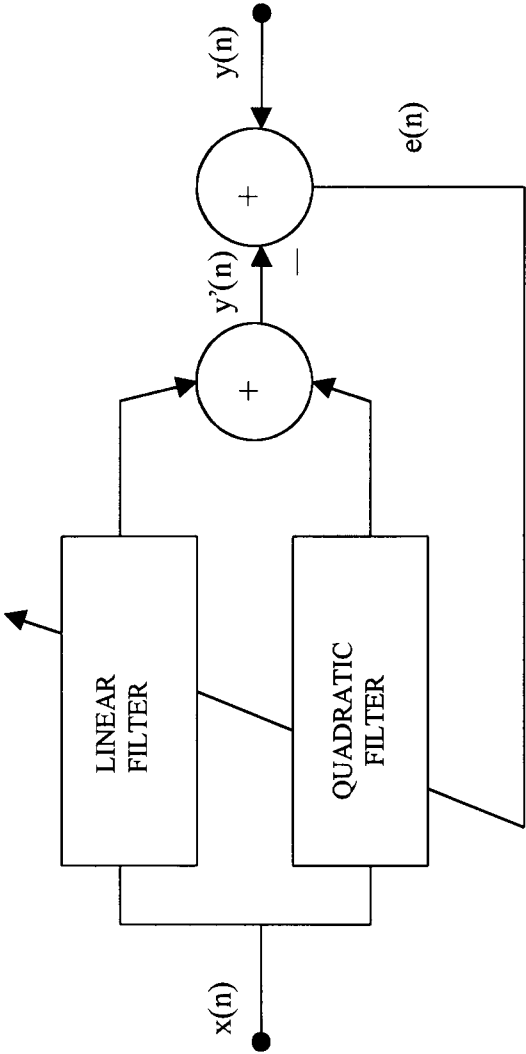 x(n)
LINEAR
FILTER
QUADRATIC
FILTER
+
y'(n)
+
−
y(n)
e(n)